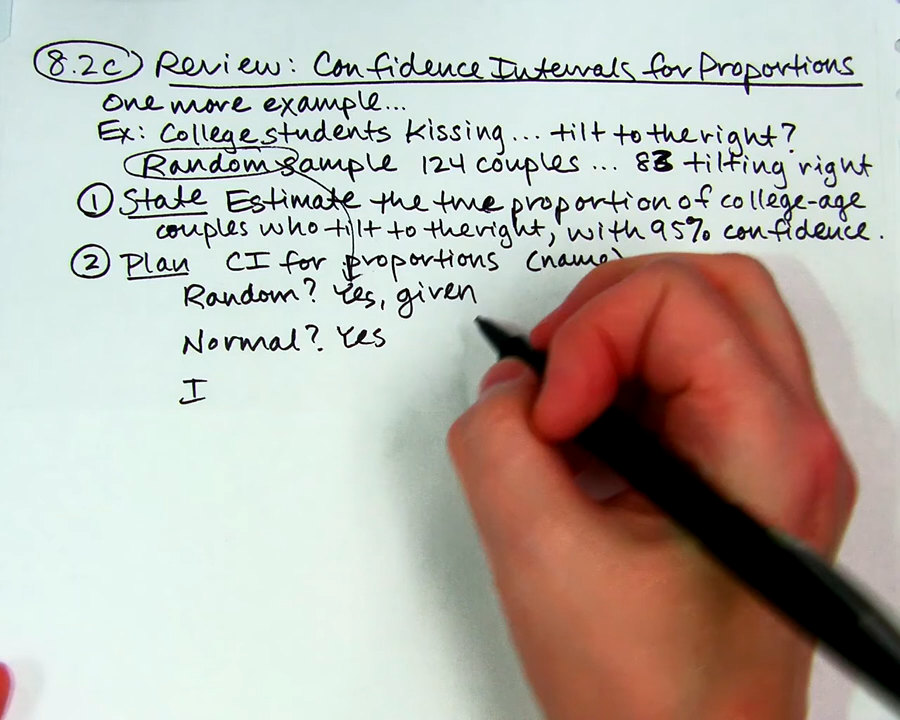 8.2c Review: Confidence Intervals for Proportions
One more example...
Ex: College students kissing... tilt to the right?
Random sample 124 couples ... 83 tilting right
① State Estimate the true proportion of college-age
couples who tilt to the right, with 95% confidence.
② Plan CI for proportions (name)
Random? Yes, given
Normal? Yes
I